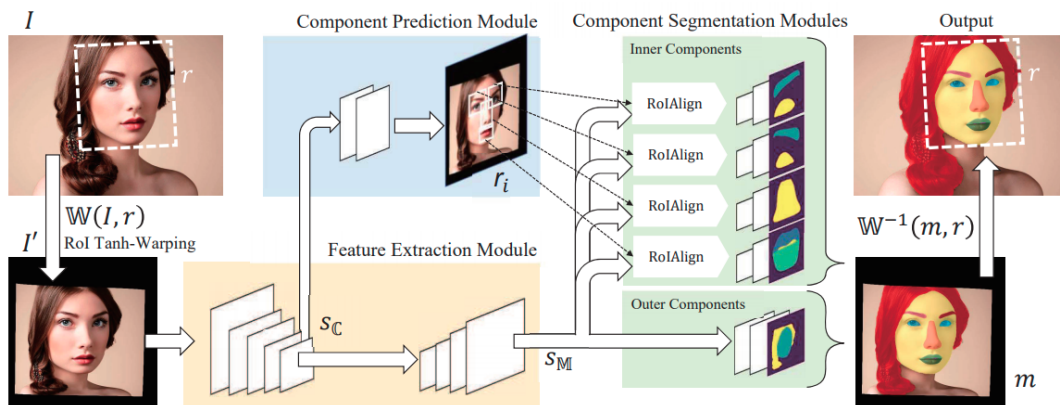 I
Component Prediction Module
Component Segmentation Modules
Output
r
Inner Components
r
RoIAlign
RoIAlign
r_i
RoIAlign
𝕎(I, r)
𝕎⁻¹(m, r)
I′
RoI Tanh-Warping
Feature Extraction Module
RoIAlign
Outer Components
s_ℂ
s_𝕄
m